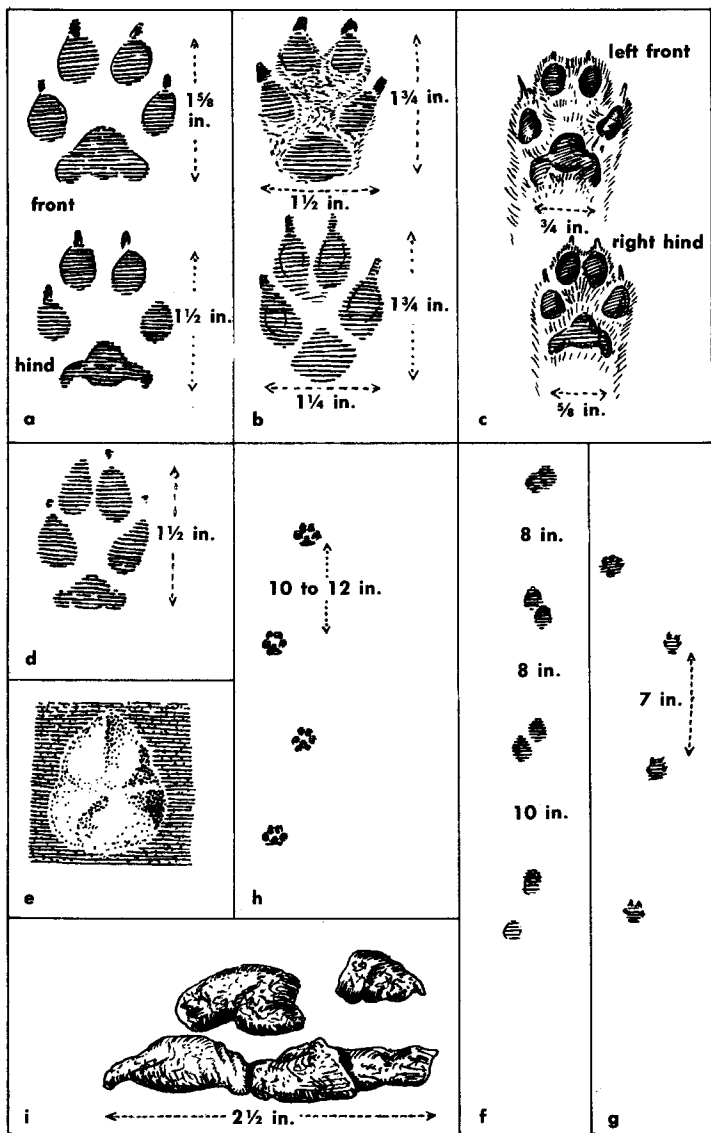 1⅝
in.
front
1½ in.
hind
a
1¾ in.
1½ in.
1¾ in.
1¼ in.
b
left front
¾ in.
right hind
⅝ in.
c
1½ in.
d
e
10 to 12 in.
h
8 in.
8 in.
10 in.
f
7 in.
g
2½ in.
i